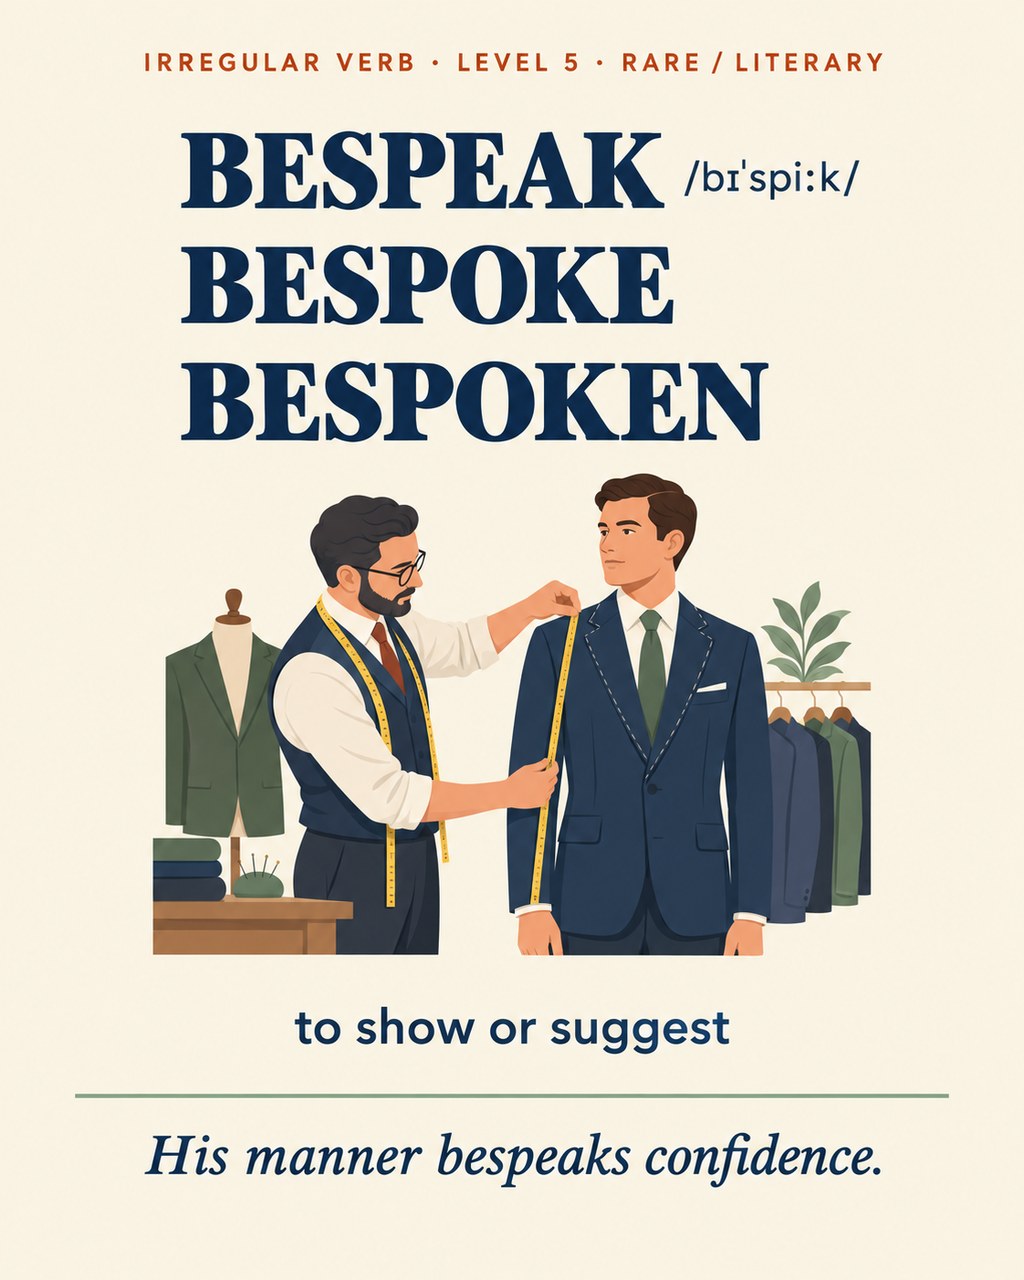 IRREGULAR VERB · LEVEL 5 · RARE / LITERARY
BESPEAK /bɪˈspiːk/
BESPOKE
BESPOKEN
to show or suggest
His manner bespeaks confidence.